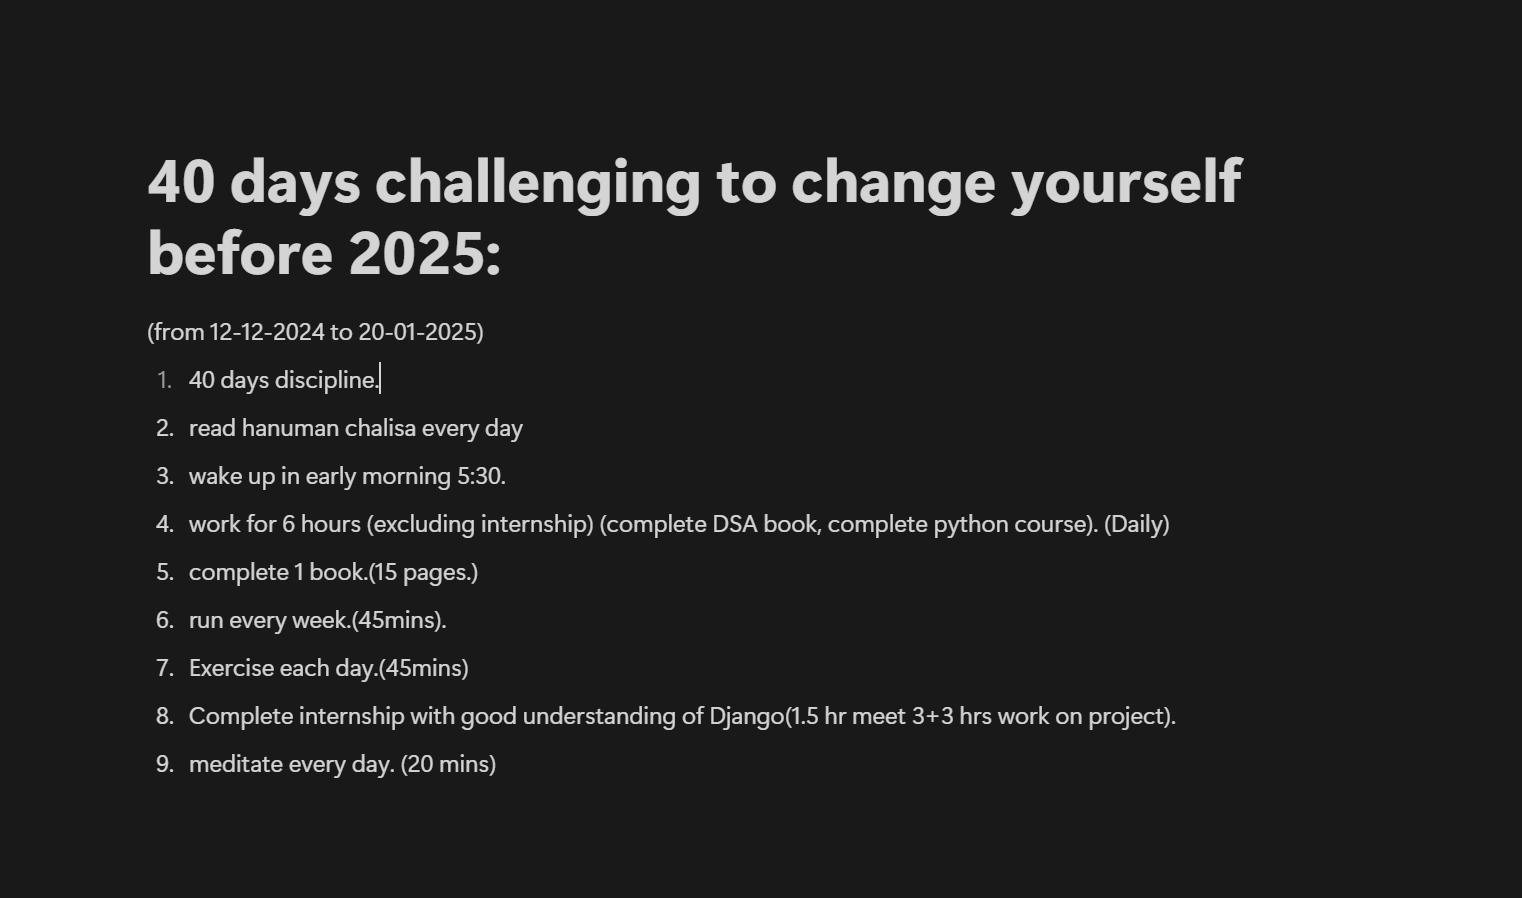 40 days challenging to change yourself
before 2025:
(from 12-12-2024 to 20-01-2025)
1. 40 days discipline.
2. read hanuman chalisa every day
3. wake up in early morning 5:30.
4. work for 6 hours (excluding internship) (complete DSA book, complete python course). (Daily)
5. complete 1 book.(15 pages.)
6. run every week.(45mins).
7. Exercise each day.(45mins)
8. Complete internship with good understanding of Django(1.5 hr meet 3+3 hrs work on project).
9. meditate every day. (20 mins)